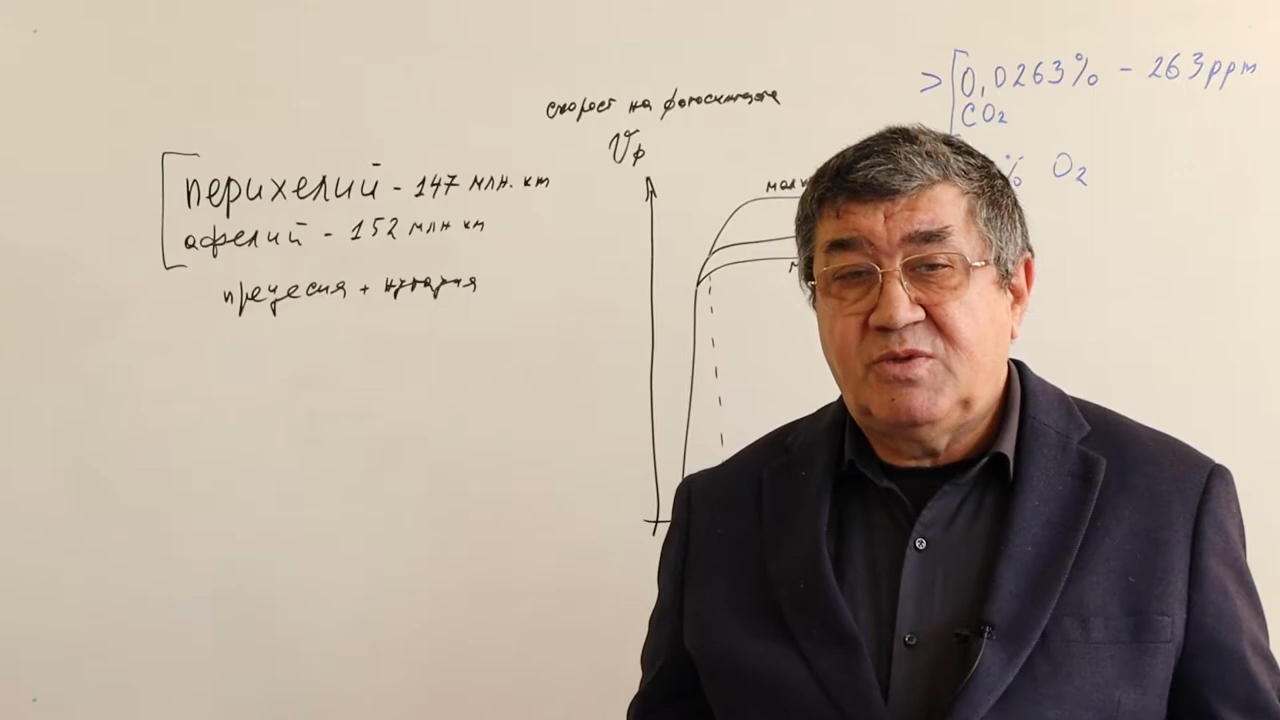 перихелий - 147 млн. км
афелий - 152 млн км
прецесия + нутация
скорост на фотосинтеза
Vф
> 0,0263% - 263 ppm
CO2
% O2